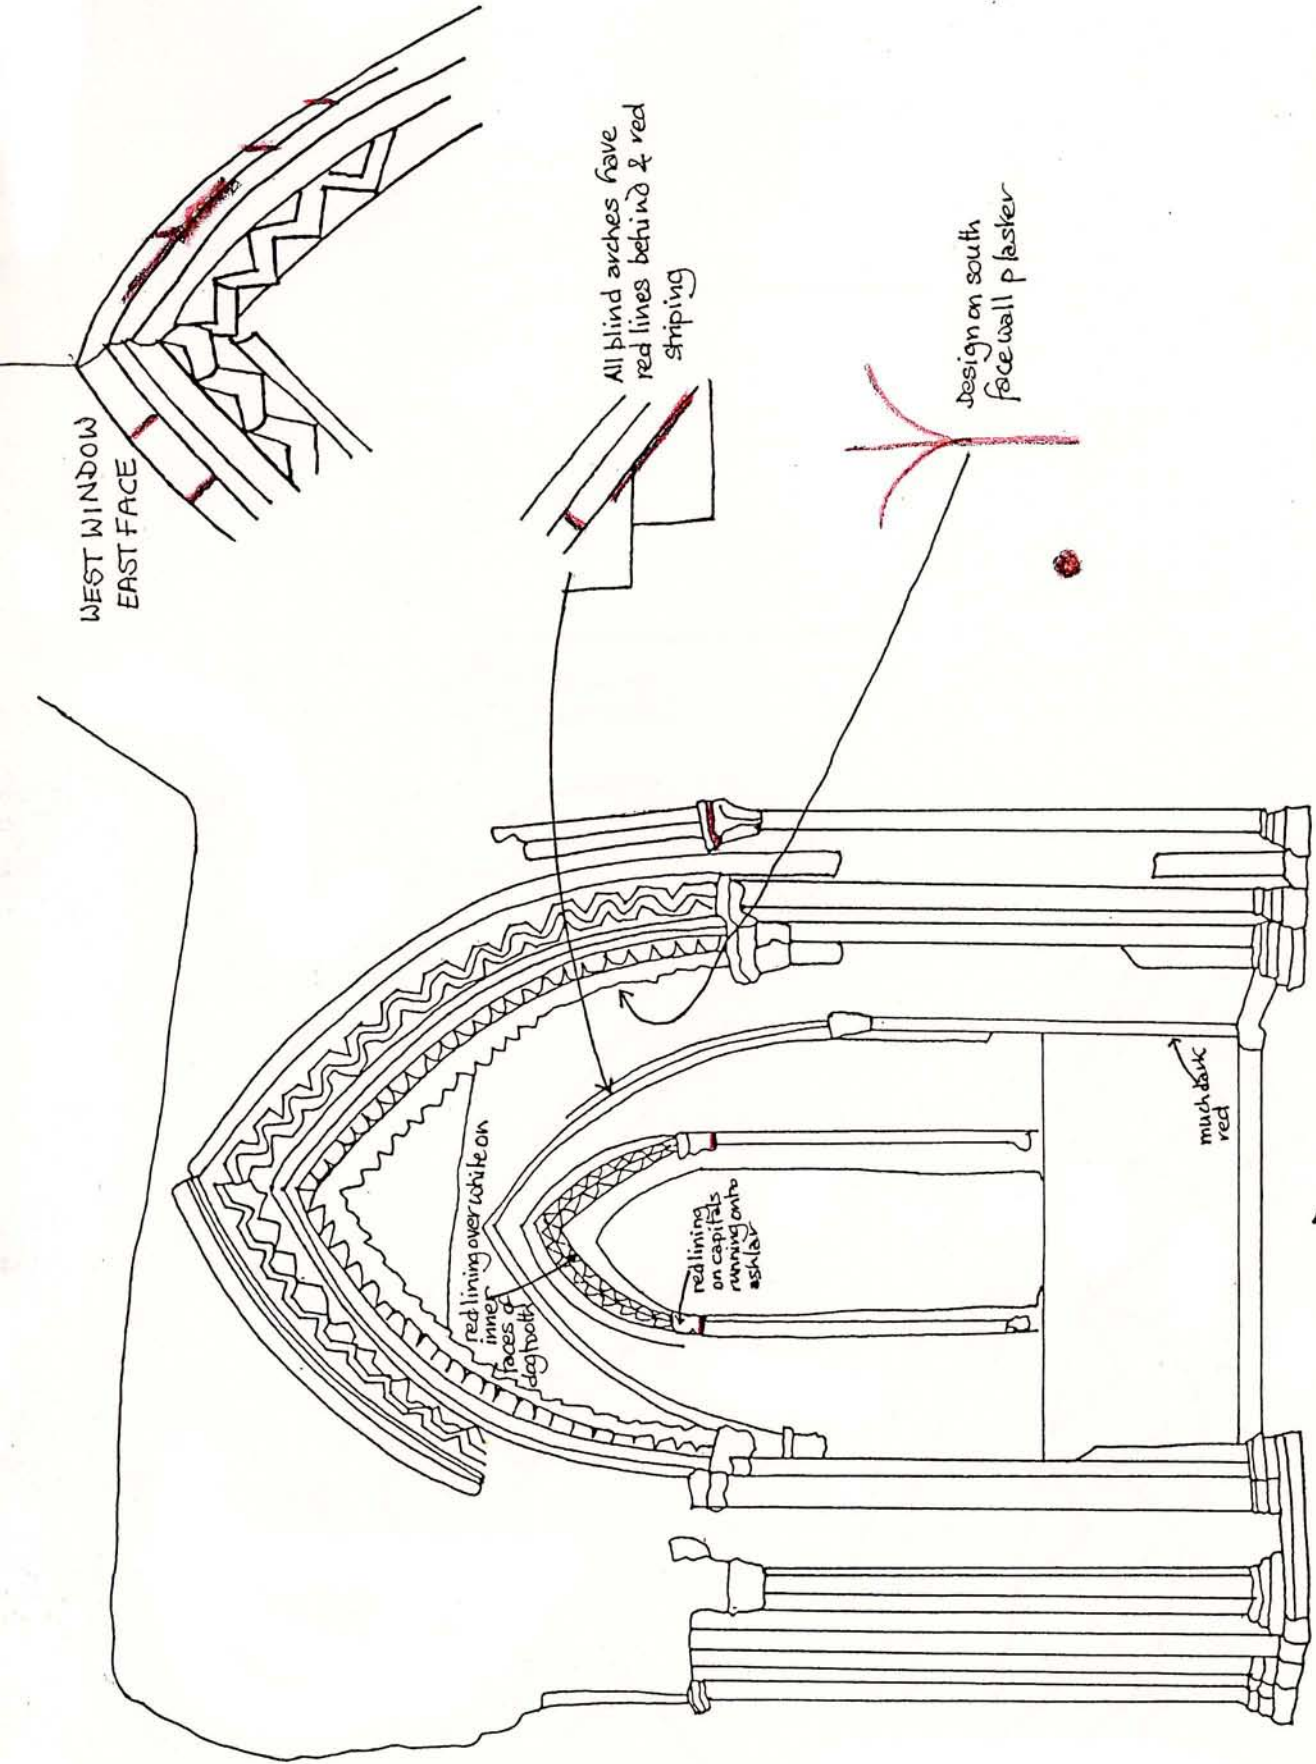 WEST WINDOW
EAST FACE
All blind arches have
red lines behind & red
striping
Design on south
face wall plaster
red lining over white on
inner
faces of
dogtooth
red lining
on capitals
running onto
ashlar
much dark
red